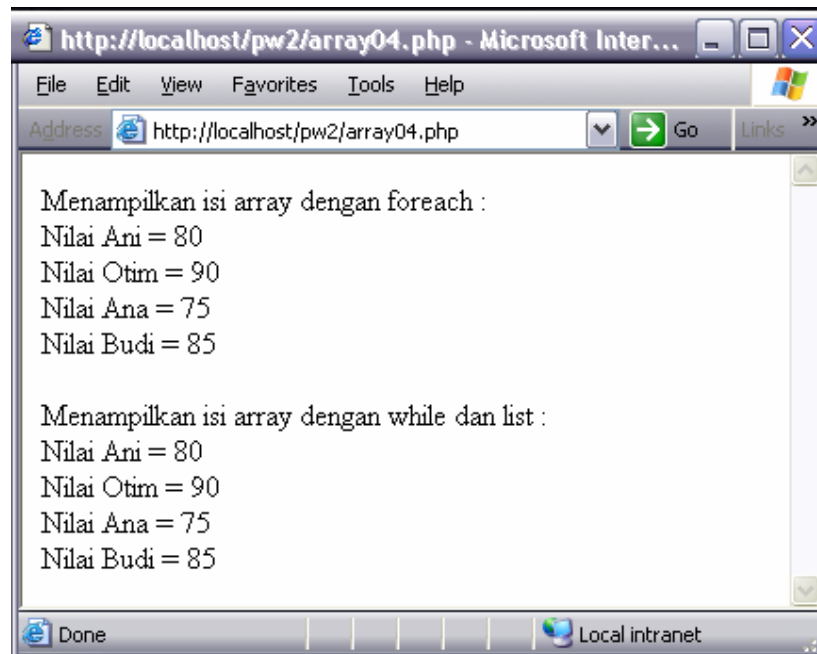 http://localhost/pw2/array04.php - Microsoft Inter...
File Edit View Favorites Tools Help
Address http://localhost/pw2/array04.php Go Links »
Menampilkan isi array dengan foreach :
Nilai Ani = 80
Nilai Otim = 90
Nilai Ana = 75
Nilai Budi = 85
Menampilkan isi array dengan while dan list :
Nilai Ani = 80
Nilai Otim = 90
Nilai Ana = 75
Nilai Budi = 85
Done Local intranet